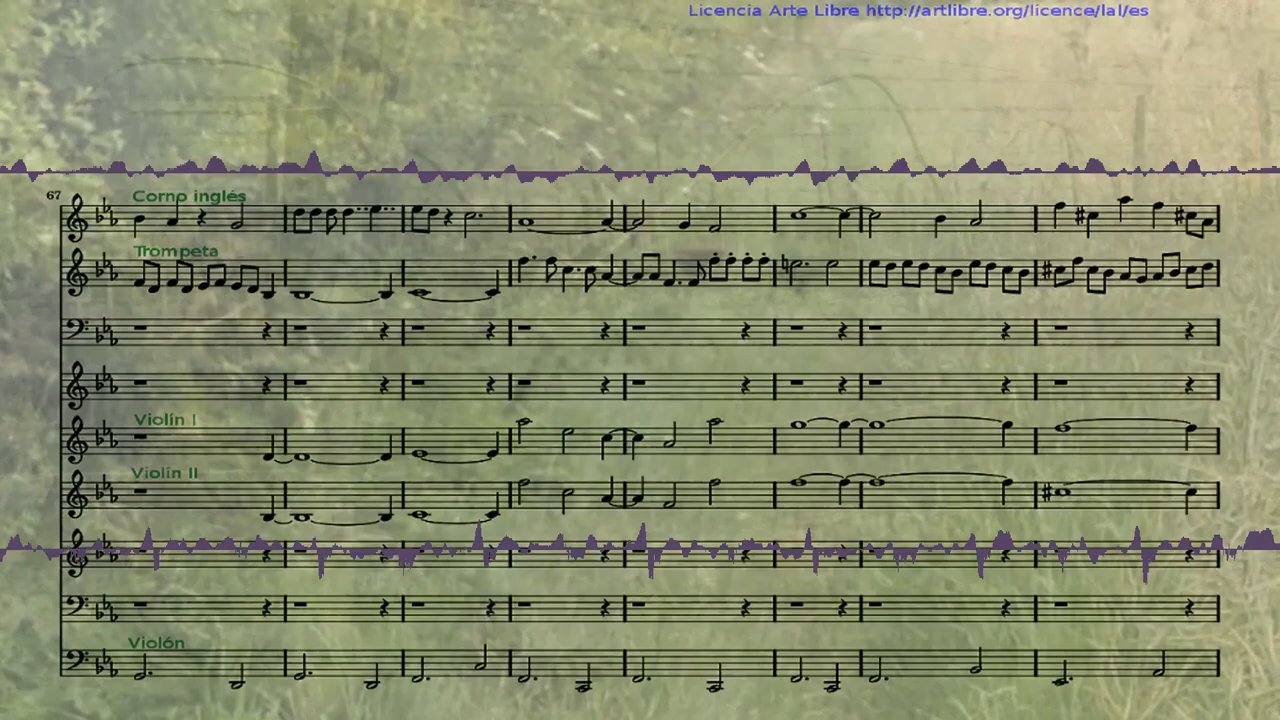 Licencia Arte Libre http://artlibre.org/licence/lal/es
67
Corno inglés
Trompeta
Violín I
Violín II
Violón